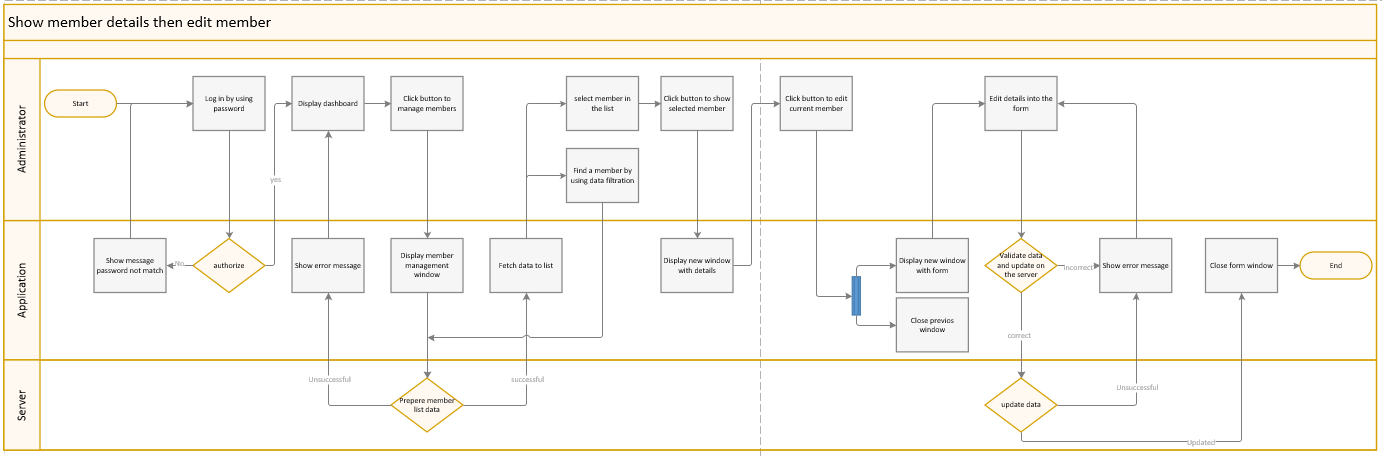 Show member details then edit member
Administrator
Start
Log in by using
password
Display dashboard
Click button to
manage members
select member in
the list
Click button to show
selected member
Click button to edit
current member
Edit details into the
form
Find a member by
using data filtration
yes
Application
Show message
password not match
No
authorize
Show error message
Display member
management
window
Fetch data to list
Display new window
with details
Display new window
with form
Close previos
window
Validate data
and update on
the server
Incorrect
Show error message
Close form window
End
correct
Server
Unsuccessful
Prepere member
list data
successful
update data
Unsuccessful
Updated